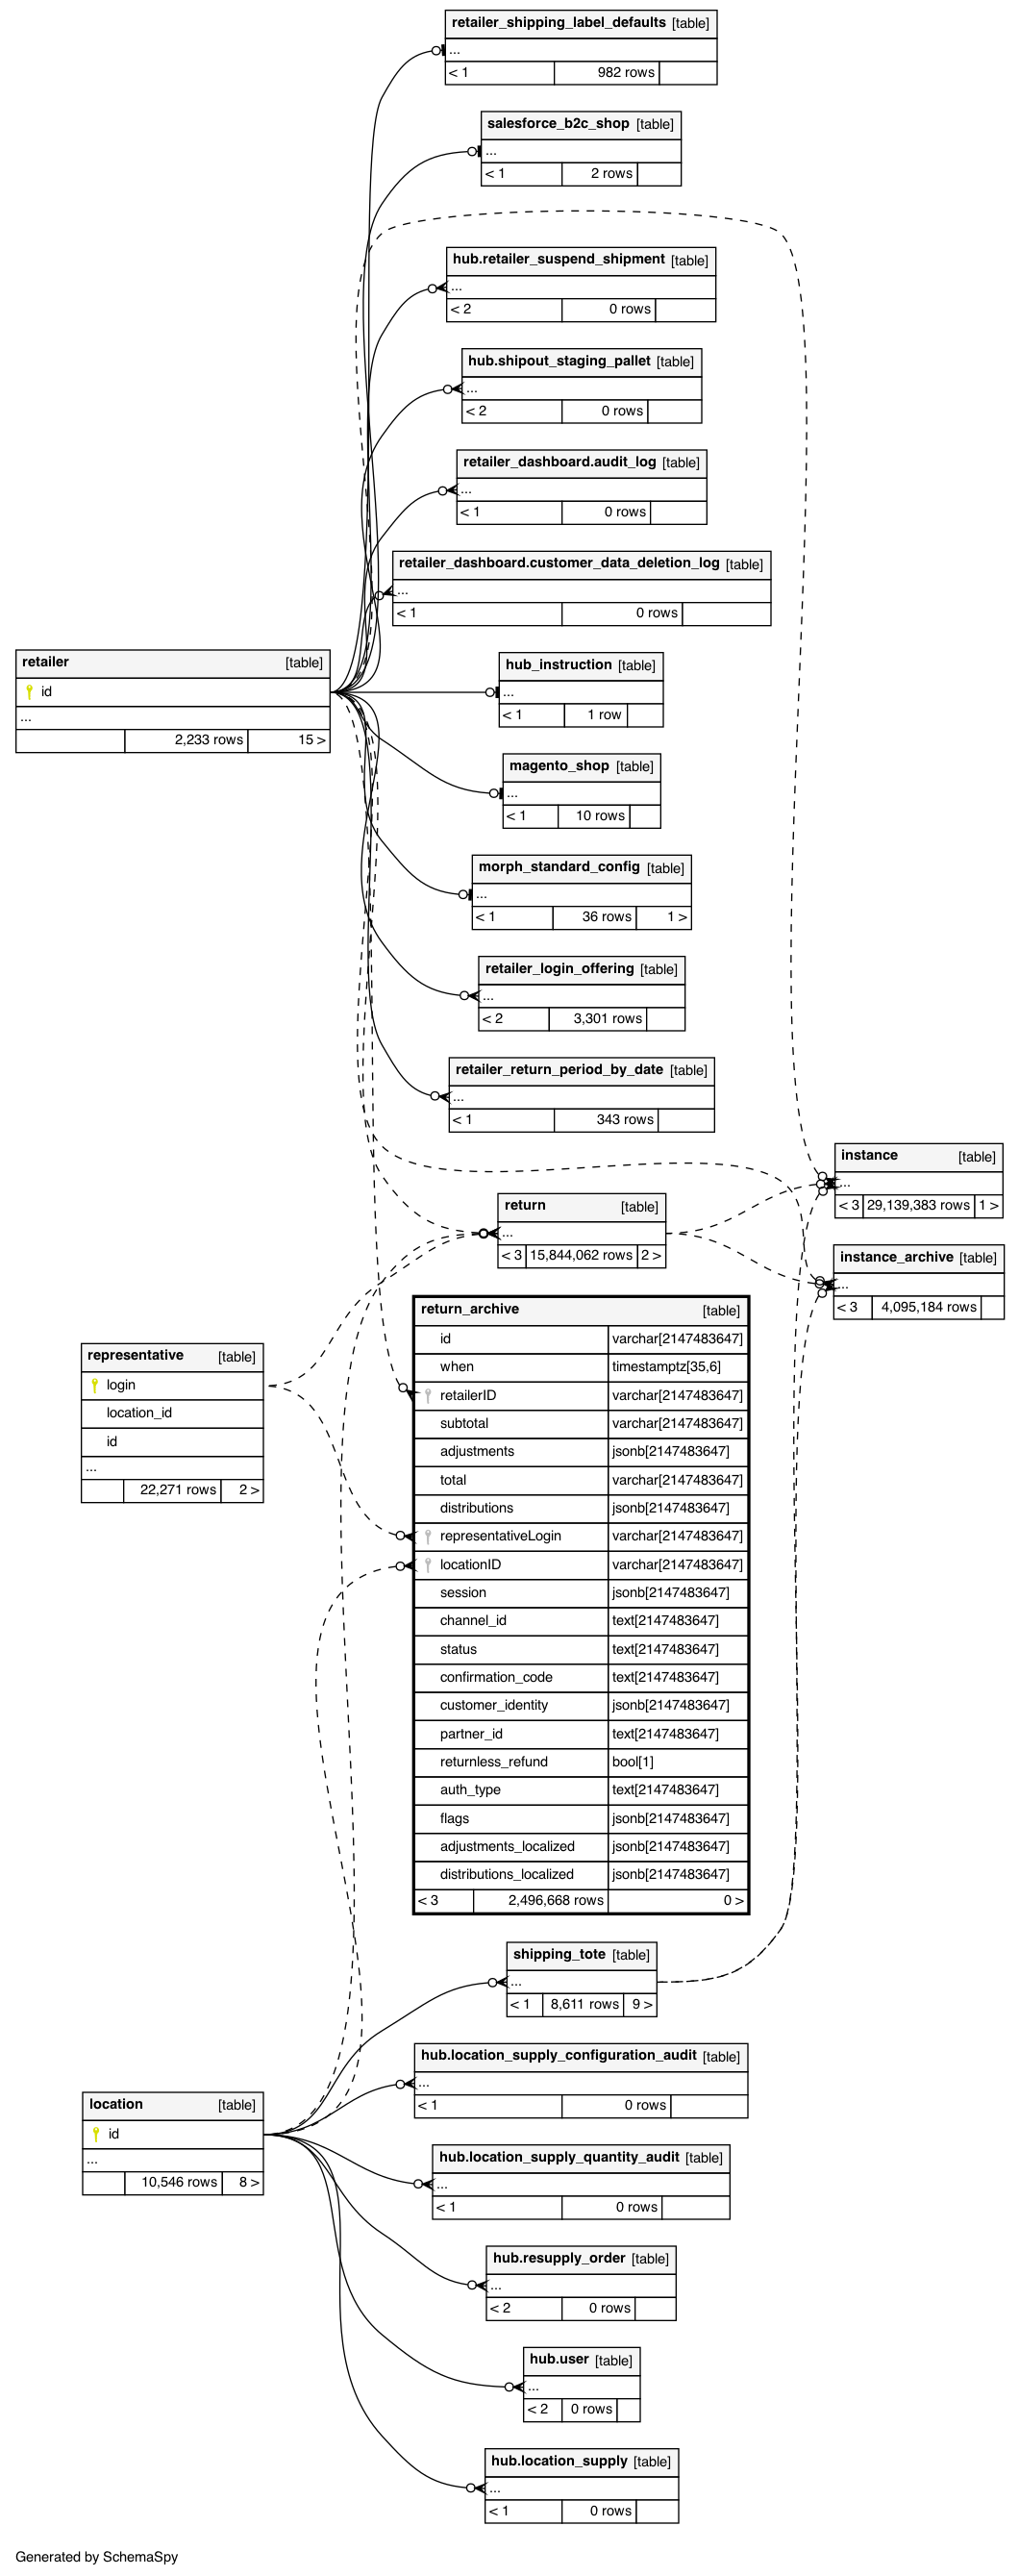 retailer_shipping_label_defaults [table]
...
< 1 982 rows
salesforce_b2c_shop [table]
...
< 1 2 rows
hub.retailer_suspend_shipment [table]
...
< 2 0 rows
hub.shipout_staging_pallet [table]
...
< 2 0 rows
retailer_dashboard.audit_log [table]
...
< 1 0 rows
retailer_dashboard.customer_data_deletion_log [table]
...
< 1 0 rows
retailer [table]
id
...
2,233 rows 15 >
hub_instruction [table]
...
< 1 1 row
magento_shop [table]
...
< 1 10 rows
morph_standard_config [table]
...
< 1 36 rows 1 >
retailer_login_offering [table]
...
< 2 3,301 rows
retailer_return_period_by_date [table]
...
< 1 343 rows
instance [table]
...
< 3 29,139,383 rows 1 >
return [table]
...
< 3 15,844,062 rows 2 >
instance_archive [table]
...
< 3 4,095,184 rows
return_archive [table]
id varchar[2147483647]
when timestamptz[35,6]
retailerID varchar[2147483647]
subtotal varchar[2147483647]
adjustments jsonb[2147483647]
total varchar[2147483647]
distributions jsonb[2147483647]
representativeLogin varchar[2147483647]
locationID varchar[2147483647]
session jsonb[2147483647]
channel_id text[2147483647]
status text[2147483647]
confirmation_code text[2147483647]
customer_identity jsonb[2147483647]
partner_id text[2147483647]
returnless_refund bool[1]
auth_type text[2147483647]
flags jsonb[2147483647]
adjustments_localized jsonb[2147483647]
distributions_localized jsonb[2147483647]
< 3 2,496,668 rows 0 >
representative [table]
login
location_id
id
...
22,271 rows 2 >
shipping_tote [table]
...
< 1 8,611 rows 9 >
hub.location_supply_configuration_audit [table]
...
< 1 0 rows
location [table]
id
...
10,546 rows 8 >
hub.location_supply_quantity_audit [table]
...
< 1 0 rows
hub.resupply_order [table]
...
< 2 0 rows
hub.user [table]
...
< 2 0 rows
hub.location_supply [table]
...
< 1 0 rows
Generated by SchemaSpy